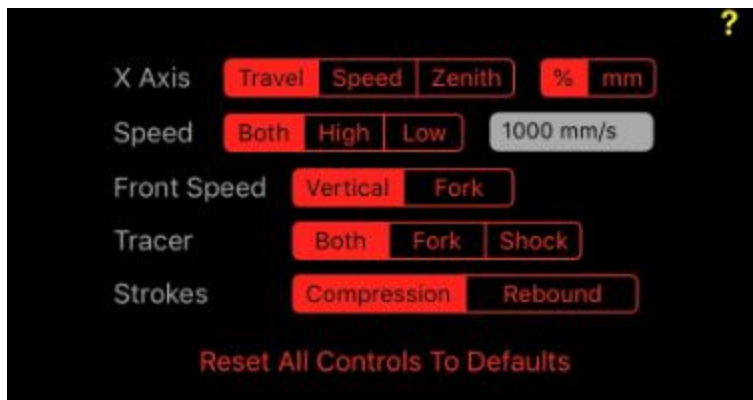 ?
X Axis Travel Speed Zenith % mm
Speed Both High Low 1000 mm/s
Front Speed Vertical Fork
Tracer Both Fork Shock
Strokes Compression Rebound
Reset All Controls To Defaults